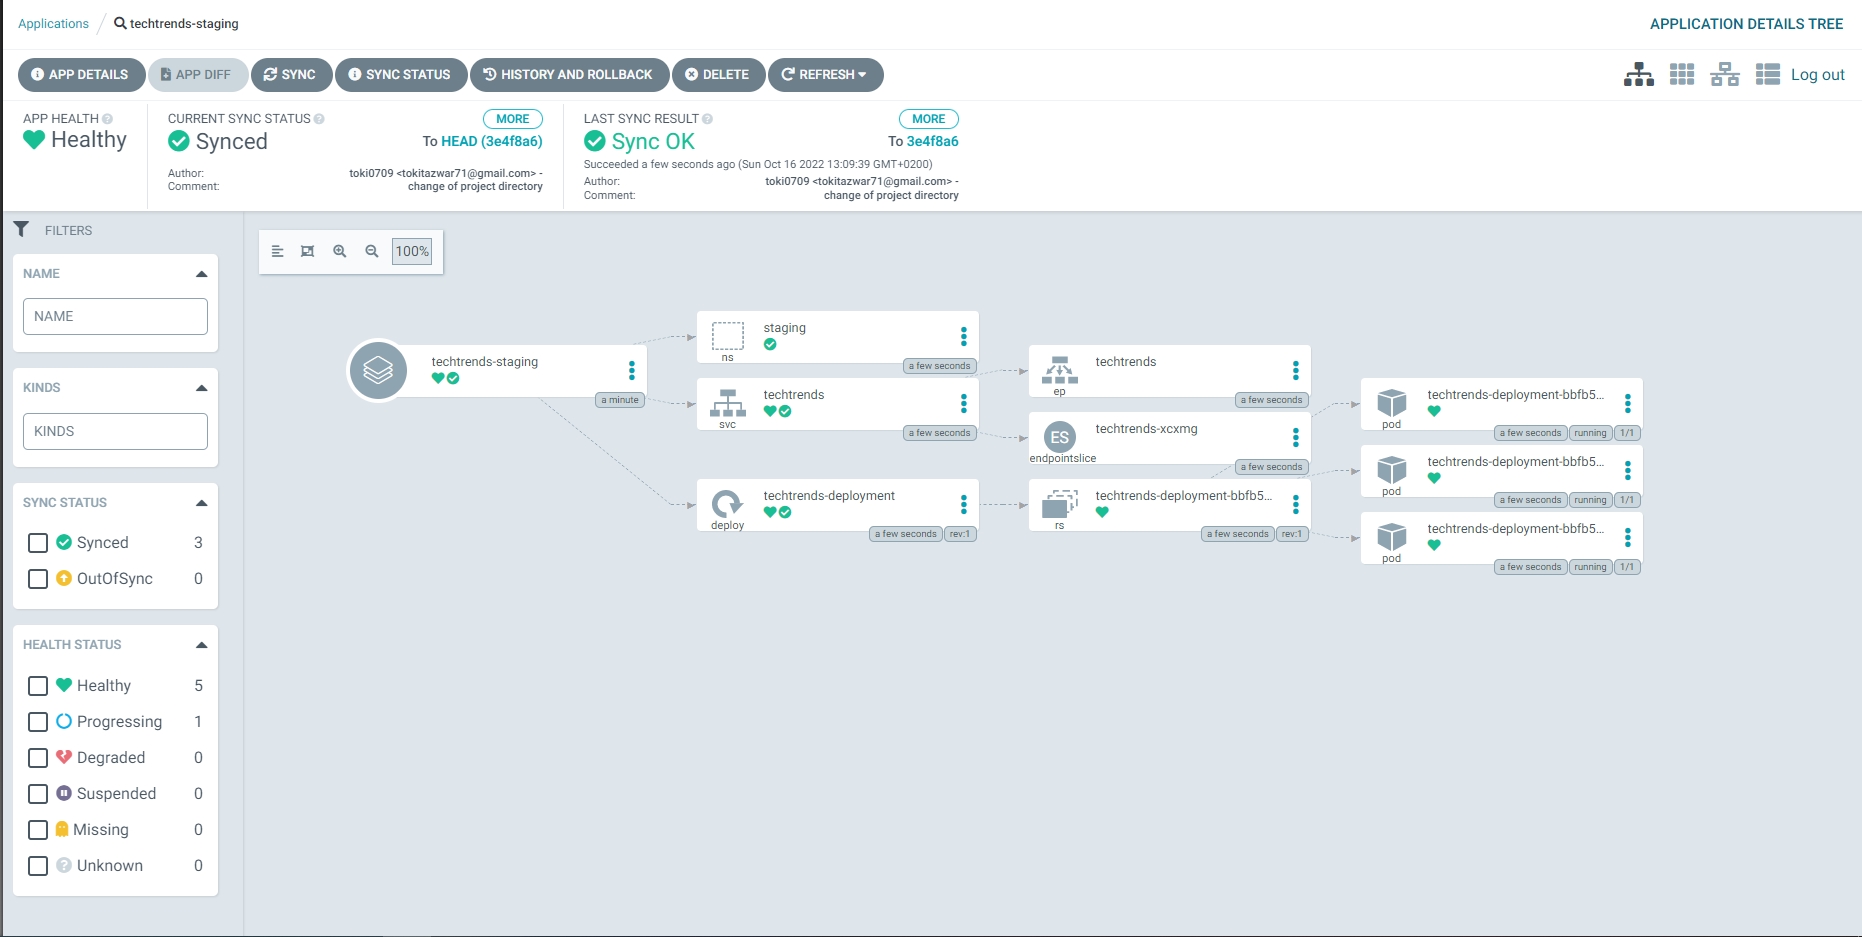 Applications / techtrends-staging
APPLICATION DETAILS TREE
APP DETAILS
APP DIFF
SYNC
SYNC STATUS
HISTORY AND ROLLBACK
DELETE
REFRESH
Log out
APP HEALTH
Healthy
CURRENT SYNC STATUS
MORE
Synced
To HEAD (3e4f8a6)
Author: toki0709 <tokitazwar71@gmail.com> -
Comment: change of project directory
LAST SYNC RESULT
MORE
Sync OK
To 3e4f8a6
Succeeded a few seconds ago (Sun Oct 16 2022 13:09:39 GMT+0200)
Author: toki0709 <tokitazwar71@gmail.com> -
Comment: change of project directory
FILTERS
NAME
NAME
KINDS
KINDS
SYNC STATUS
Synced 3
OutOfSync 0
HEALTH STATUS
Healthy 5
Progressing 1
Degraded 0
Suspended 0
Missing 0
Unknown 0
100%
techtrends-staging
a minute
staging
ns
a few seconds
techtrends
svc
a few seconds
techtrends-deployment
deploy
a few seconds rev:1
techtrends
ep
a few seconds
ES
techtrends-xcxmg
endpointslice
a few seconds
techtrends-deployment-bbfb5...
rs
a few seconds rev:1
techtrends-deployment-bbfb5...
pod
a few seconds running 1/1
techtrends-deployment-bbfb5...
pod
a few seconds running 1/1
techtrends-deployment-bbfb5...
pod
a few seconds running 1/1